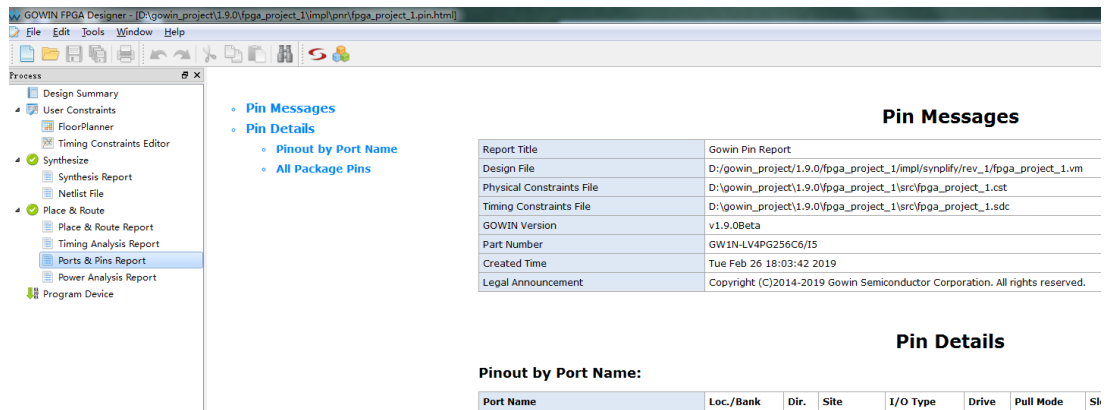 GOWIN FPGA Designer - [D:\gowin_project\1.9.0\fpga_project_1\impl\pnr\fpga_project_1.pin.html]
File Edit Tools Window Help
Process
Design Summary
User Constraints
FloorPlanner
Timing Constraints Editor
Synthesize
Synthesis Report
Netlist File
Place & Route
Place & Route Report
Timing Analysis Report
Ports & Pins Report
Power Analysis Report
Program Device
Pin Messages
Pin Details
Pinout by Port Name
All Package Pins
Pin Messages
Report Title Gowin Pin Report
Design File D:/gowin_project/1.9.0/fpga_project_1/impl/synplify/rev_1/fpga_project_1.vm
Physical Constraints File D:\gowin_project\1.9.0\fpga_project_1\src\fpga_project_1.cst
Timing Constraints File D:\gowin_project\1.9.0\fpga_project_1\src\fpga_project_1.sdc
GOWIN Version v1.9.0Beta
Part Number GW1N-LV4PG256C6/I5
Created Time Tue Feb 26 18:03:42 2019
Legal Announcement Copyright (C)2014-2019 Gowin Semiconductor Corporation. All rights reserved.
Pin Details
Pinout by Port Name:
Port Name Loc./Bank Dir. Site I/O Type Drive Pull Mode